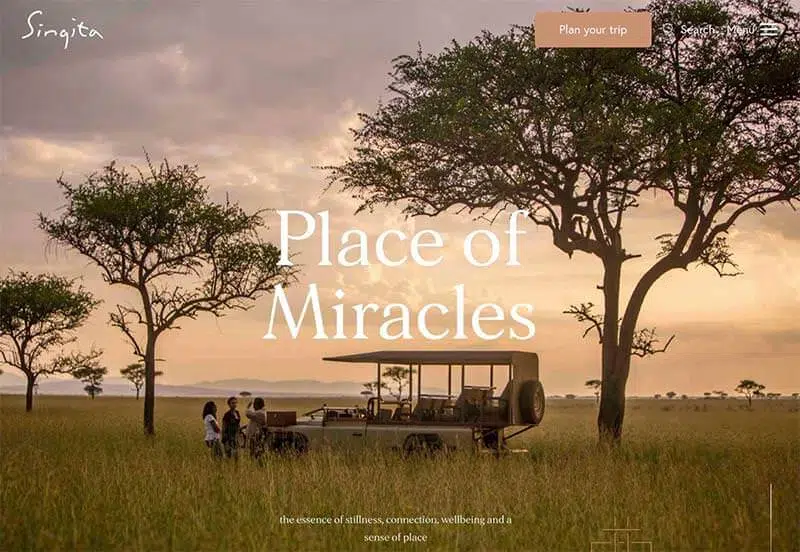 Singita
Plan your trip
Search
Menu
Place of
Miracles
the essence of stillness, connection, wellbeing and a
sense of place